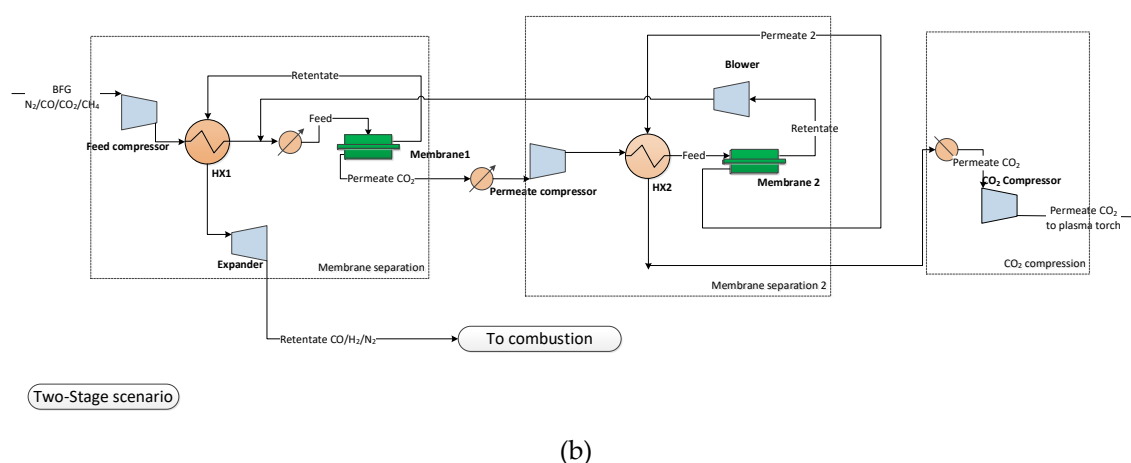 BFG
N₂/CO/CO₂/CH₄
Feed compressor
HX1
Retentate
Feed
Membrane1
Permeate CO₂
Expander
Membrane separation
Retentate CO/H₂/N₂
To combustion
Permeate compressor
Permeate 2
Blower
Retentate
HX2
Feed
Membrane 2
Membrane separation 2
Permeate CO₂
CO₂ Compressor
Permeate CO₂
to plasma torch
CO₂ compression
Two-Stage scenario
(b)